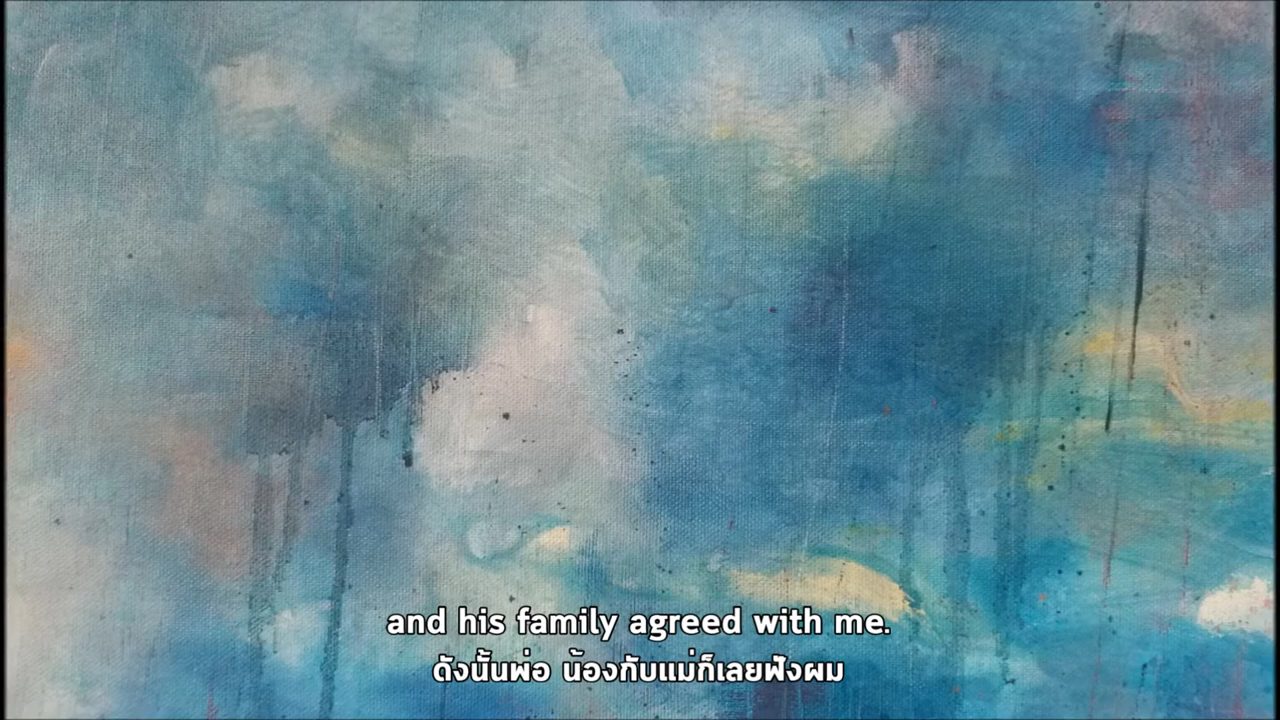 and his family agreed with me.
ดังนั้นพ่อ น้องกับแม่ก็เลยฟังผม